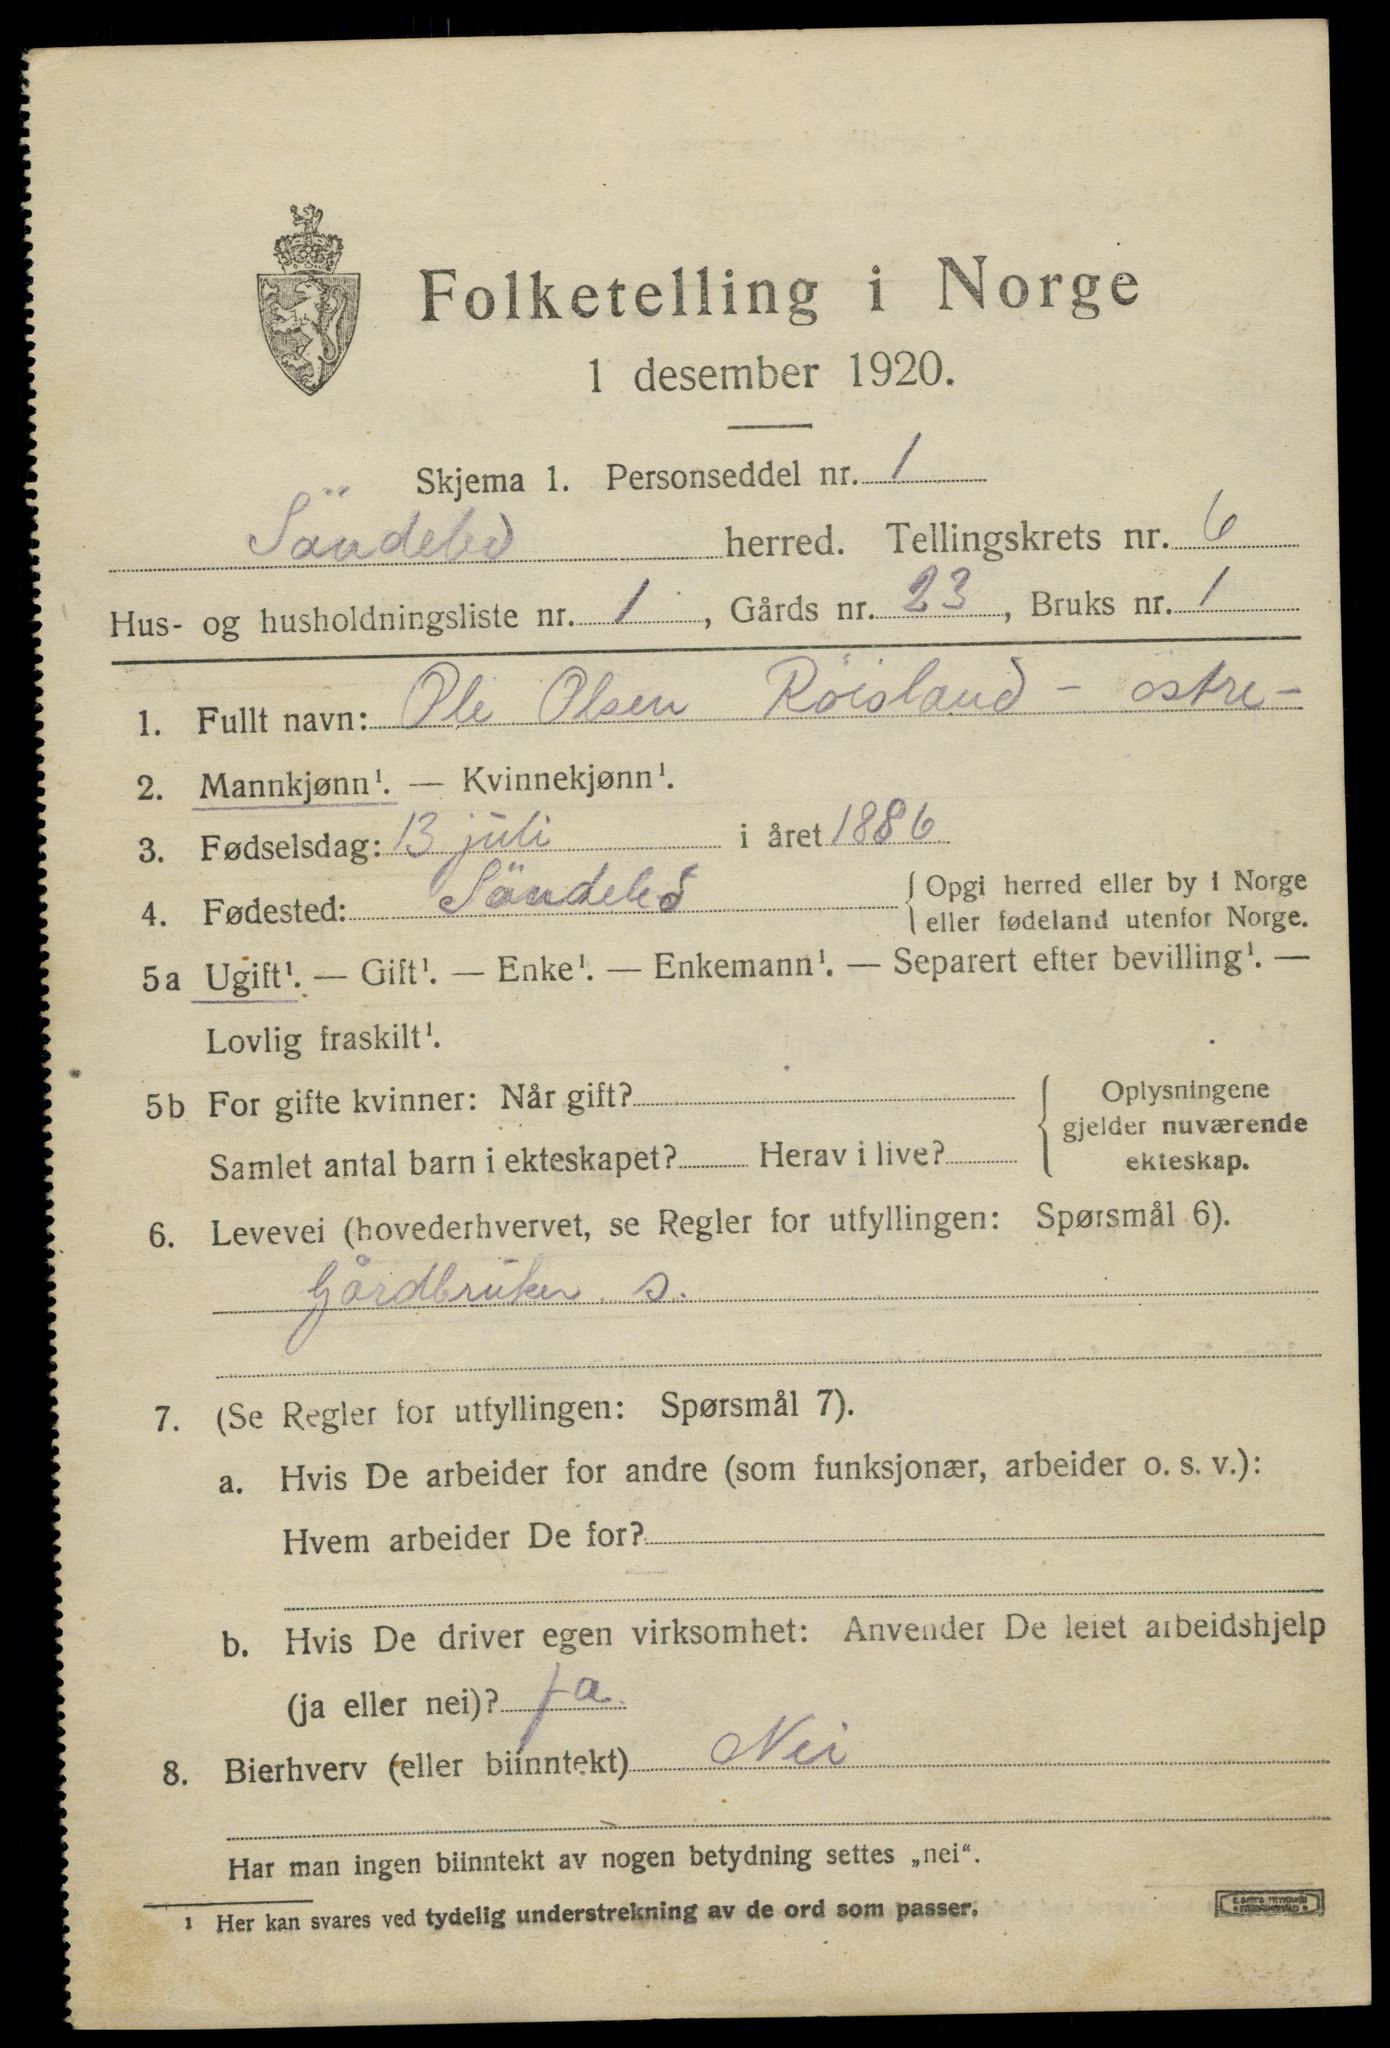 Folketelling i Norge
1 desember 1920.
Skjema 1. Personseddel nr. 1
Söndeled herred. Tellingskrets nr. 6
Hus- og husholdningsliste nr. 1, Gårds nr. 23, Bruks nr. 1
1. Fullt navn: Ole Olsen Röisland - östre -
2. Mannkjønn¹. — Kvinnekjønn¹.
3. Fødselsdag: 13 juli i året 1886
4. Fødested: Söndeled { Opgi herred eller by i Norge
eller fødeland utenfor Norge.
5a Ugift¹. — Gift¹. — Enke¹. — Enkemann¹. — Separert efter bevilling¹. —
Lovlig fraskilt¹.
5b For gifte kvinner: Når gift?
Samlet antal barn i ekteskapet? Herav i live?
{ Oplysningene
gjelder nuværende
ekteskap.
6. Levevei (hovederhvervet, se Regler for utfyllingen: Spørsmål 6).
Gårdbruker s.
7. (Se Regler for utfyllingen: Spørsmål 7).
a. Hvis De arbeider for andre (som funksjonær, arbeider o. s. v.):
Hvem arbeider De for?
b. Hvis De driver egen virksomhet: Anvender De leiet arbeidshjelp
(ja eller nei)? ja
8. Bierhverv (eller biinntekt) Nei
Har man ingen biinntekt av nogen betydning settes „nei“.
¹ Her kan svares ved tydelig understrekning av de ord som passer.